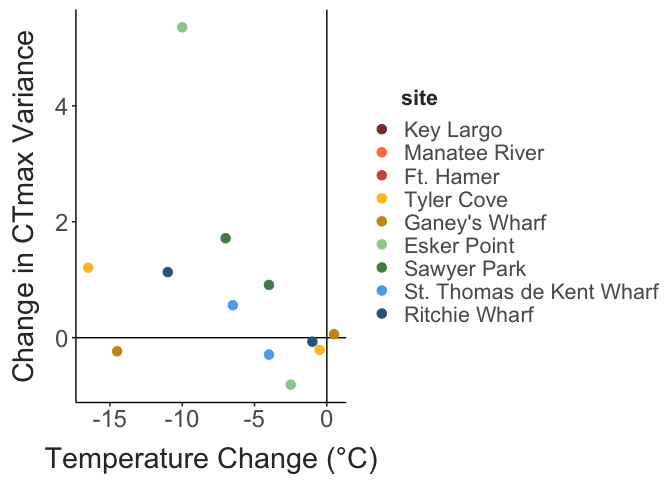 Change in CTmax Variance
4
2
0
-15
-10
-5
0
Temperature Change (°C)
site
Key Largo
Manatee River
Ft. Hamer
Tyler Cove
Ganey's Wharf
Esker Point
Sawyer Park
St. Thomas de Kent Wharf
Ritchie Wharf